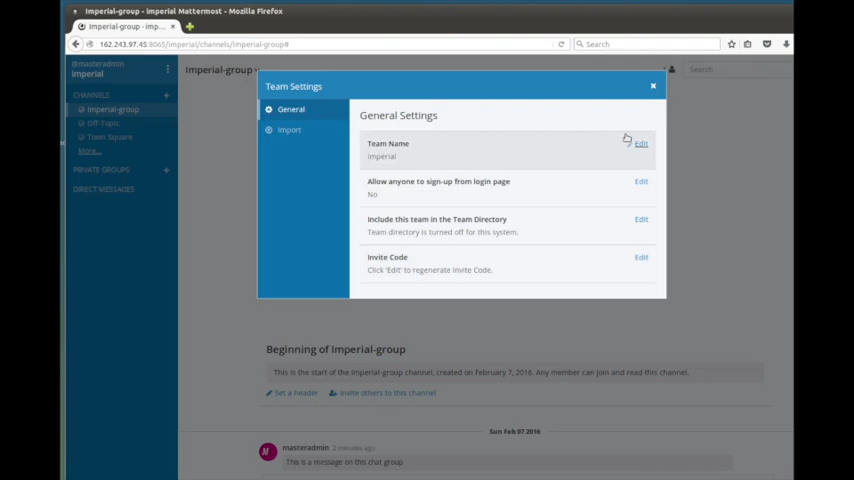 Imperial-group - imperial Mattermost - Mozilla Firefox
Imperial-group - imp...
162.243.97.45:8065/imperial/channels/imperial-group#
Search
@masteradmin
imperial
Imperial-group
Search
CHANNELS
Imperial-group
Off-Topic
Town Square
More...
PRIVATE GROUPS
DIRECT MESSAGES
Team Settings
General
Import
General Settings
Team Name
Edit
imperial
Allow anyone to sign-up from login page
Edit
No
Include this team in the Team Directory
Edit
Team directory is turned off for this system.
Invite Code
Edit
Click 'Edit' to regenerate Invite Code.
Beginning of Imperial-group
This is the start of the Imperial-group channel, created on February 7, 2016. Any member can join and read this channel.
Set a header
Invite others to this channel
Sun Feb 07 2016
M
masteradmin 2 minutes ago
This is a message on this chat group